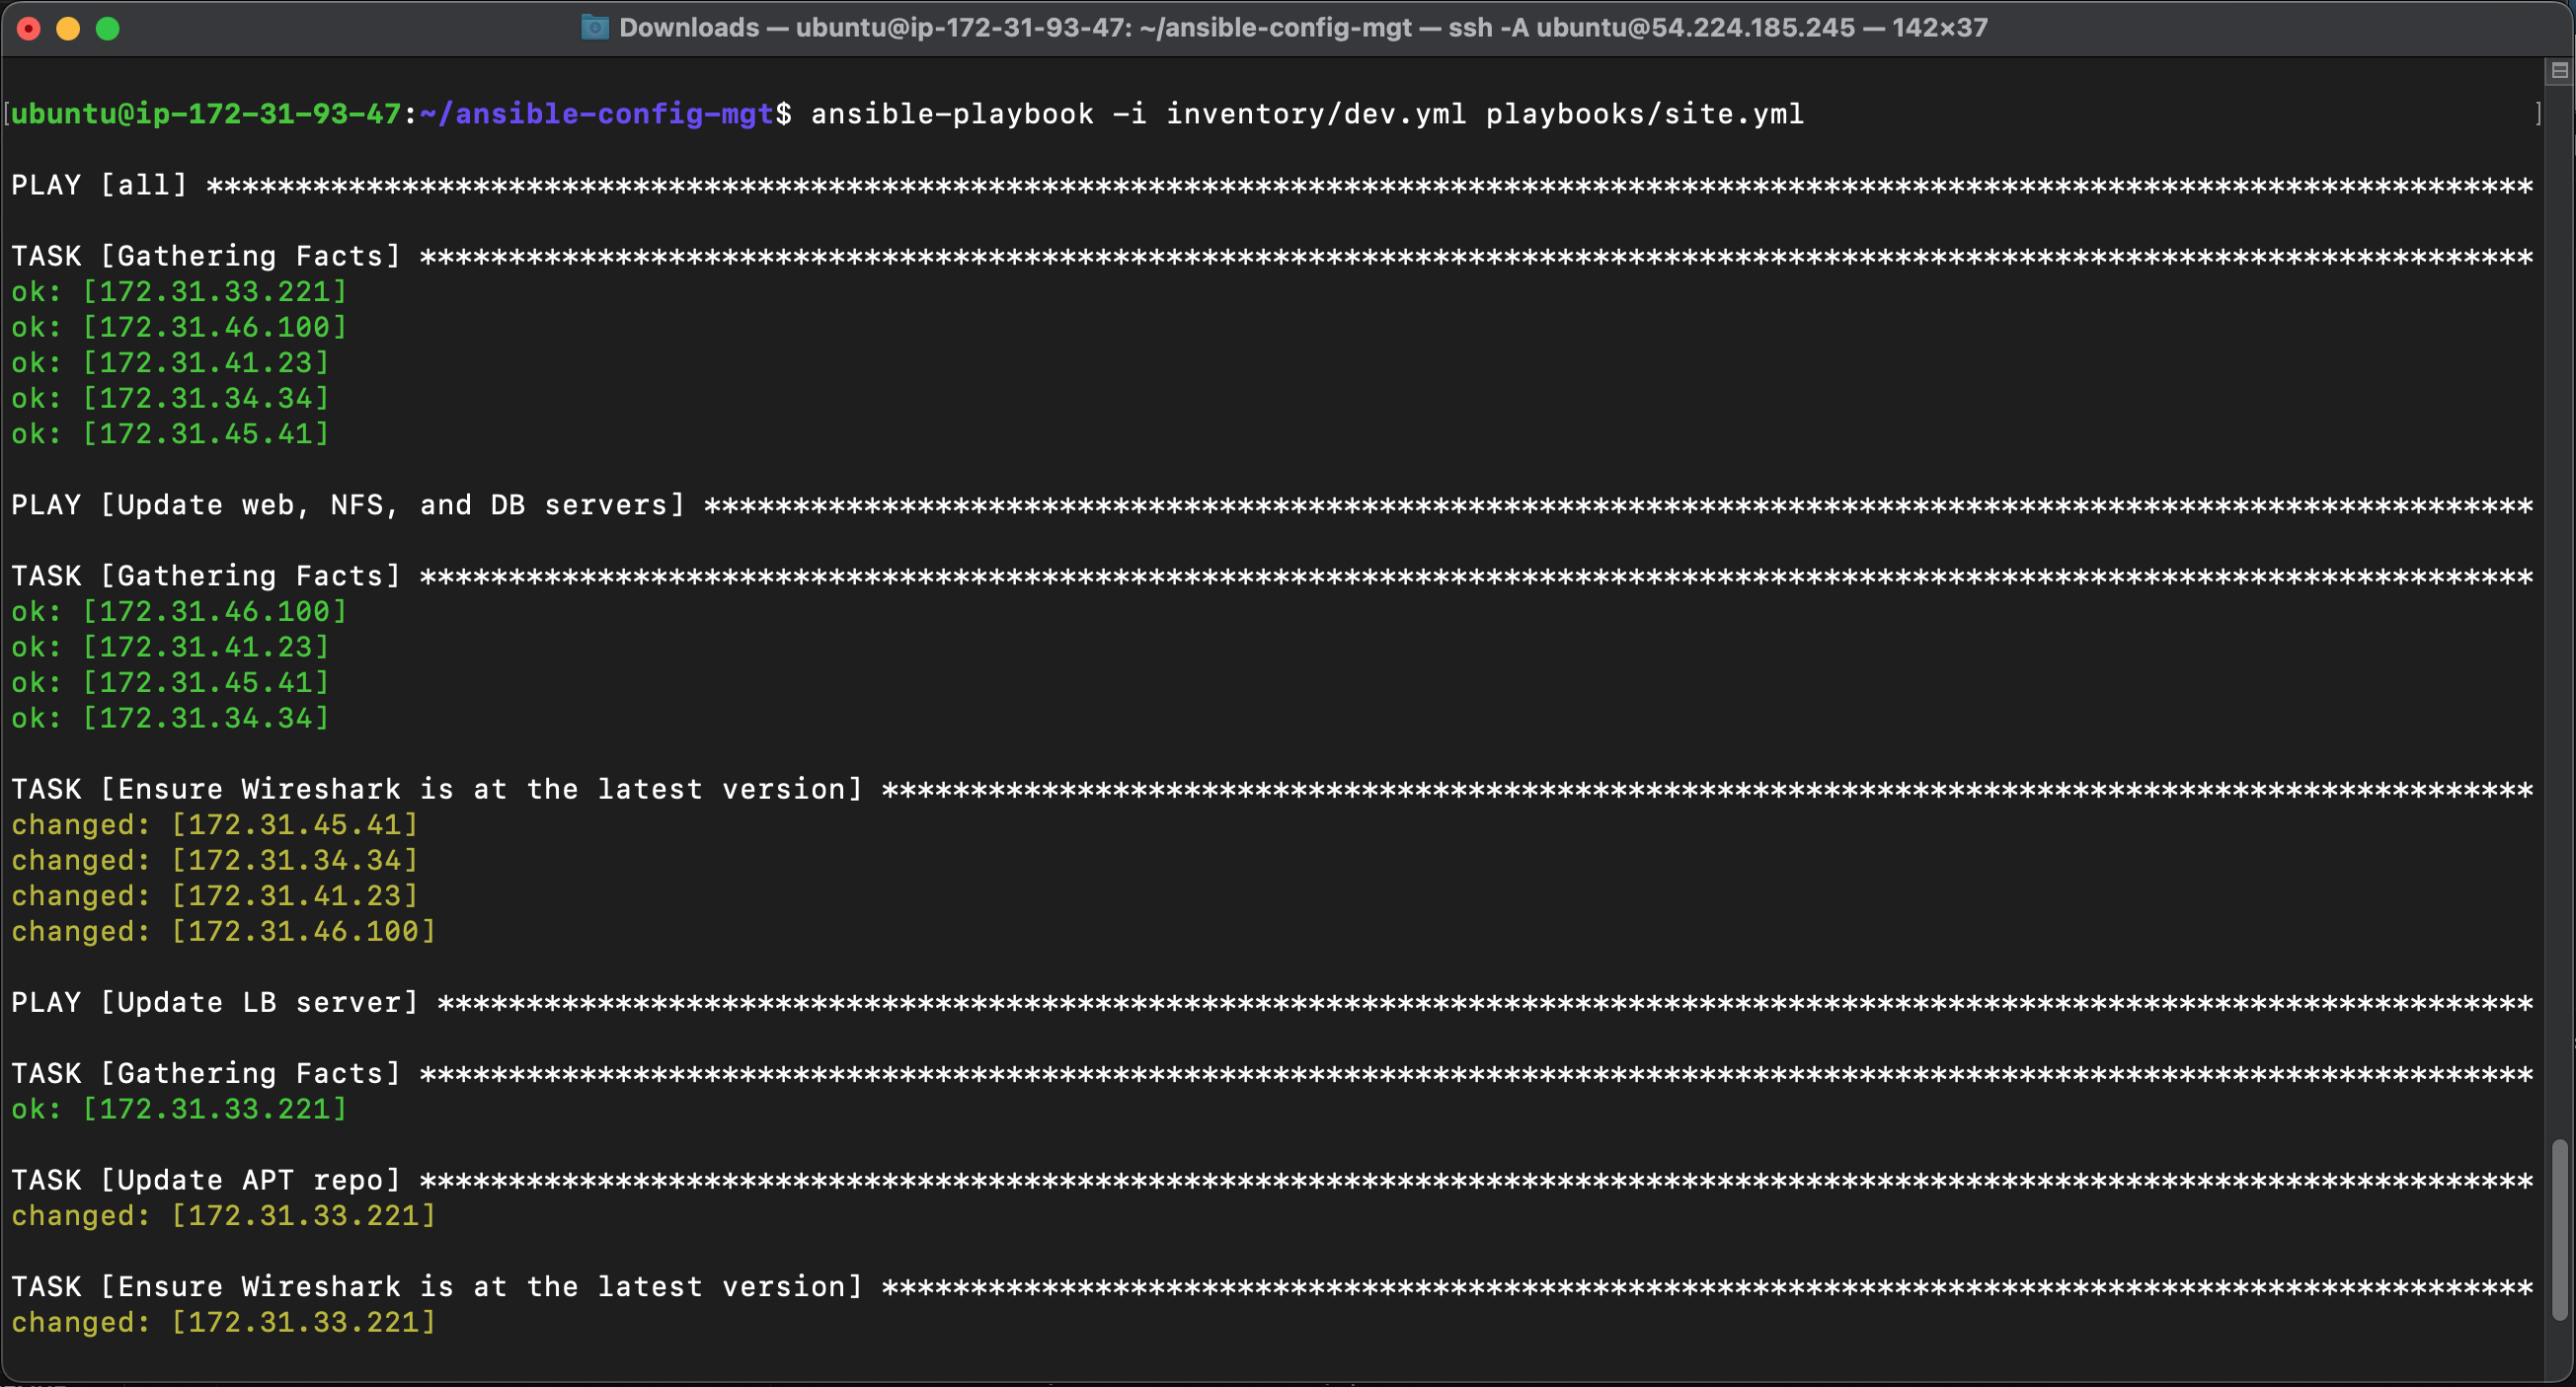 Downloads — ubuntu@ip-172-31-93-47: ~/ansible-config-mgt — ssh -A ubuntu@54.224.185.245 — 142×37
[ubuntu@ip-172-31-93-47:~/ansible-config-mgt$ ansible-playbook -i inventory/dev.yml playbooks/site.yml ]
PLAY [all] ***********************************************************************************************************************************
TASK [Gathering Facts] ***********************************************************************************************************************
ok: [172.31.33.221]
ok: [172.31.46.100]
ok: [172.31.41.23]
ok: [172.31.34.34]
ok: [172.31.45.41]
PLAY [Update web, NFS, and DB servers] *******************************************************************************************************
TASK [Gathering Facts] ***********************************************************************************************************************
ok: [172.31.46.100]
ok: [172.31.41.23]
ok: [172.31.45.41]
ok: [172.31.34.34]
TASK [Ensure Wireshark is at the latest version] *********************************************************************************************
changed: [172.31.45.41]
changed: [172.31.34.34]
changed: [172.31.41.23]
changed: [172.31.46.100]
PLAY [Update LB server] **********************************************************************************************************************
TASK [Gathering Facts] ***********************************************************************************************************************
ok: [172.31.33.221]
TASK [Update APT repo] ***********************************************************************************************************************
changed: [172.31.33.221]
TASK [Ensure Wireshark is at the latest version] *********************************************************************************************
changed: [172.31.33.221]